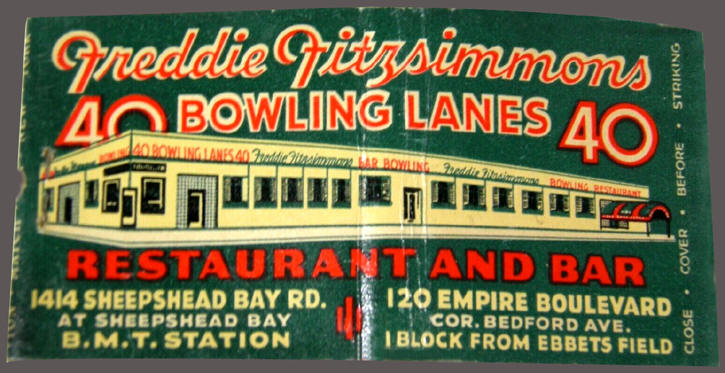 Freddie Fitzsimmons
40 BOWLING LANES 40
BOWLING 40 BOWLING LANES 40 Freddie Fitzsimmons BAR BOWLING Freddie Fitzsimmons BOWLING RESTAURANT
RESTAURANT AND BAR
1414 SHEEPSHEAD BAY RD.
AT SHEEPSHEAD BAY
B.M.T. STATION
120 EMPIRE BOULEVARD
COR. BEDFORD AVE.
1 BLOCK FROM EBBETS FIELD
CLOSE • COVER • BEFORE • STRIKING